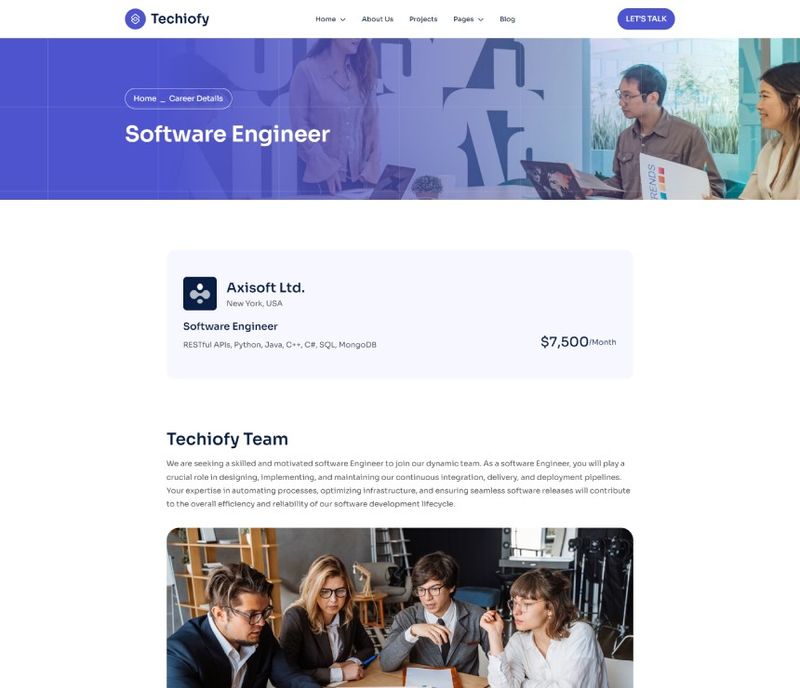 Techiofy
Home
About Us
Projects
Pages
Blog
LET'S TALK
Home _ Career Details
Software Engineer
RENDS
Axisoft Ltd.
New York, USA
Software Engineer
RESTful APIs, Python, Java, C++, C#, SQL, MongoDB
$7,500/Month
Techiofy Team
We are seeking a skilled and motivated software Engineer to join our dynamic team. As a software Engineer, you will play a
crucial role in designing, implementing, and maintaining our continuous integration, delivery, and deployment pipelines.
Your expertise in automating processes, optimizing infrastructure, and ensuring seamless software releases will contribute
to the overall efficiency and reliability of our software development lifecycle.